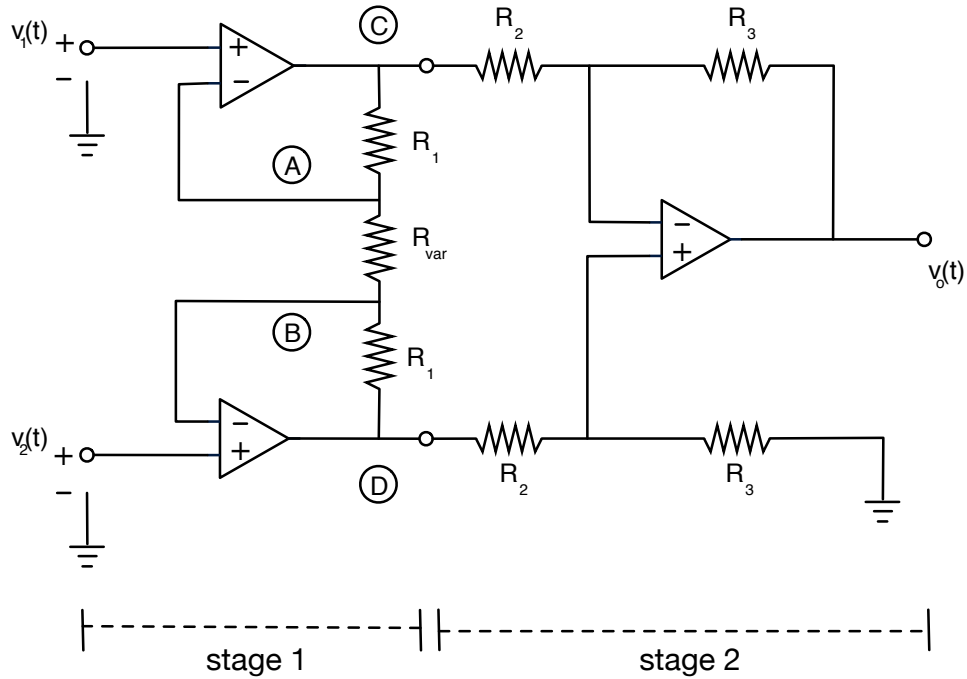 C
R2
R3
v1(t)
+
−
+
−
R1
A
Rvar
−
+
vo(t)
B
R1
v2(t)
+
−
−
+
R2
R3
D
stage 1
stage 2